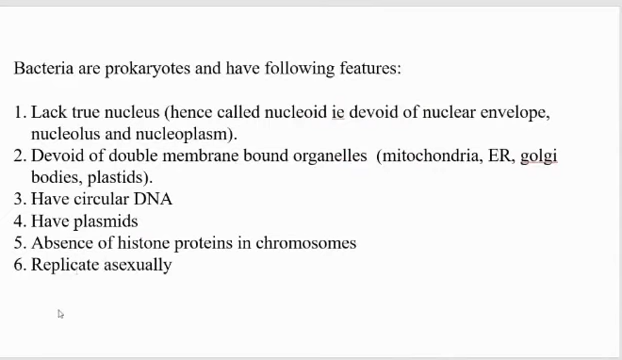 Bacteria are prokaryotes and have following features:
1. Lack true nucleus (hence called nucleoid ie devoid of nuclear envelope,
nucleolus and nucleoplasm).
2. Devoid of double membrane bound organelles (mitochondria, ER, golgi
bodies, plastids).
3. Have circular DNA
4. Have plasmids
5. Absence of histone proteins in chromosomes
6. Replicate asexually